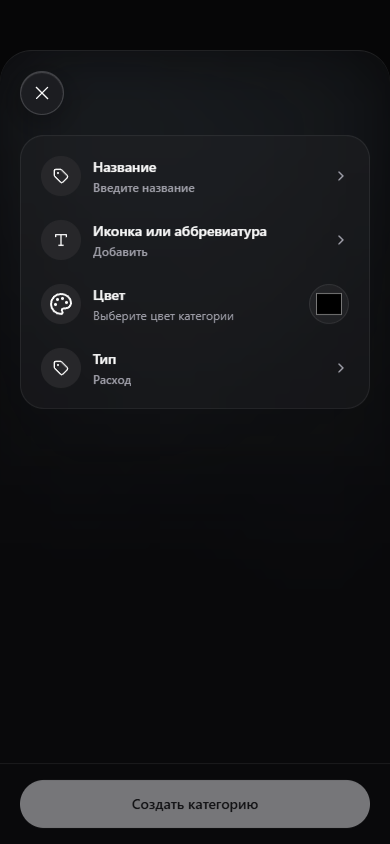 Название
Введите название
Иконка или аббревиатура
Добавить
Цвет
Выберите цвет категории
Тип
Расход
Создать категорию